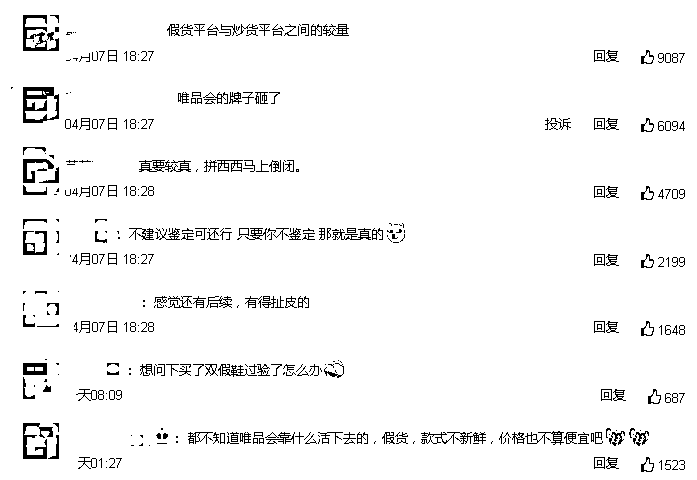 假货平台与炒货平台之间的较量
04月07日 18:27 回复 9087
唯品会的牌子砸了
04月07日 18:27 投诉 回复 6094
真要较真，拼西西马上倒闭。
04月07日 18:28 回复 4709
：不建议鉴定可还行 只要你不鉴定 那就是真的
4月07日 18:27 回复 2199
：感觉还有后续，有得扯皮的
4月07日 18:28 回复 1648
：想问下买了双假鞋过验了怎么办
天08:09 回复 687
：都不知道唯品会靠什么活下去的，假货，款式不新鲜，价格也不算便宜吧
天01:27 回复 1523